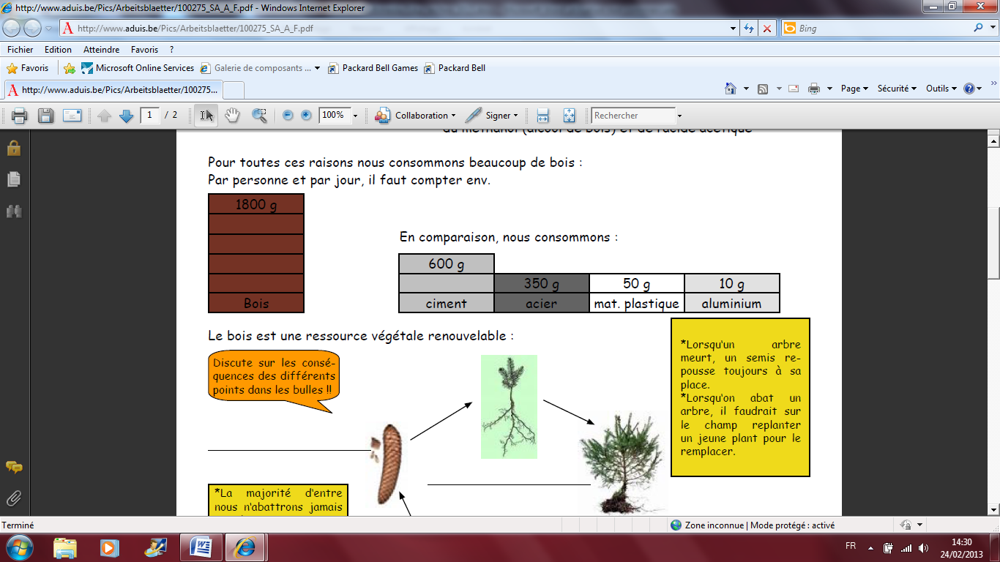 http://www.aduis.be/Pics/Arbeitsblaetter/100275_SA_A_F.pdf - Windows Internet Explorer
http://www.aduis.be/Pics/Arbeitsblaetter/100275_SA_A_F.pdf
Bing
Fichier Edition Atteindre Favoris ?
Favoris Microsoft Online Services Galerie de composants ... Packard Bell Games Packard Bell
http://www.aduis.be/Pics/Arbeitsblaetter/100275...
Page Sécurité Outils
1 / 2 100% Collaboration Signer Rechercher
du méthanol (alcool de bois) et de l'acide acétique
Pour toutes ces raisons nous consommons beaucoup de bois :
Par personne et par jour, il faut compter env.
1800 g
Bois
En comparaison, nous consommons :
600 g
350 g 50 g 10 g
ciment acier mat. plastique aluminium
Le bois est une ressource végétale renouvelable :
Discute sur les consé-
quences des différents
points dans les bulles !!
*Lorsqu'un arbre
meurt, un semis re-
pousse toujours à sa
place.
*Lorsqu'on abat un
arbre, il faudrait sur
le champ replanter
un jeune plant pour le
remplacer.
*La majorité d'entre
nous n'abattrons jamais
Terminé
Zone inconnue | Mode protégé : activé
FR
14:30
24/02/2013